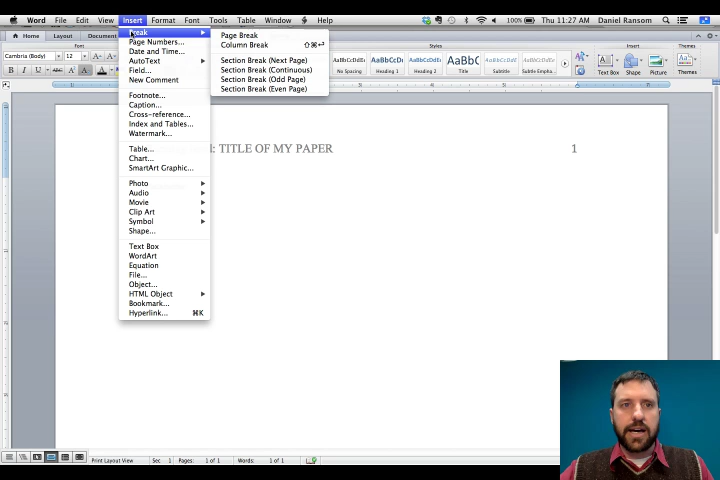 Word File Edit View Insert Format Font Tools Table Window Help 100% Thu 11:27 AM Daniel Ransom
Home Layout Document
Font Styles Insert Themes
Cambria (Body) 12 A A
B I U A A
AaBbCcDdE AaBbCcDc AaBbCcDdE AaBbC AaBbCcDdEe AaBbCcDdEe
No Spacing Heading 1 Heading 2 Title Subtitle Subtle Empha...
Text Box Shape Picture Themes
Break
Page Numbers...
Date and Time...
AutoText
Field...
New Comment
Footnote...
Caption...
Cross-reference...
Index and Tables...
Watermark...
Table...
Chart...
SmartArt Graphic...
Photo
Audio
Movie
Clip Art
Symbol
Shape...
Text Box
WordArt
Equation
File...
Object...
HTML Object
Bookmark...
Hyperlink... ⌘K
Page Break
Column Break ⇧⌘↩
Section Break (Next Page)
Section Break (Continuous)
Section Break (Odd Page)
Section Break (Even Page)
: TITLE OF MY PAPER 1
Print Layout View Sec 1 Pages: 1 of 1 Words: 1 of 1